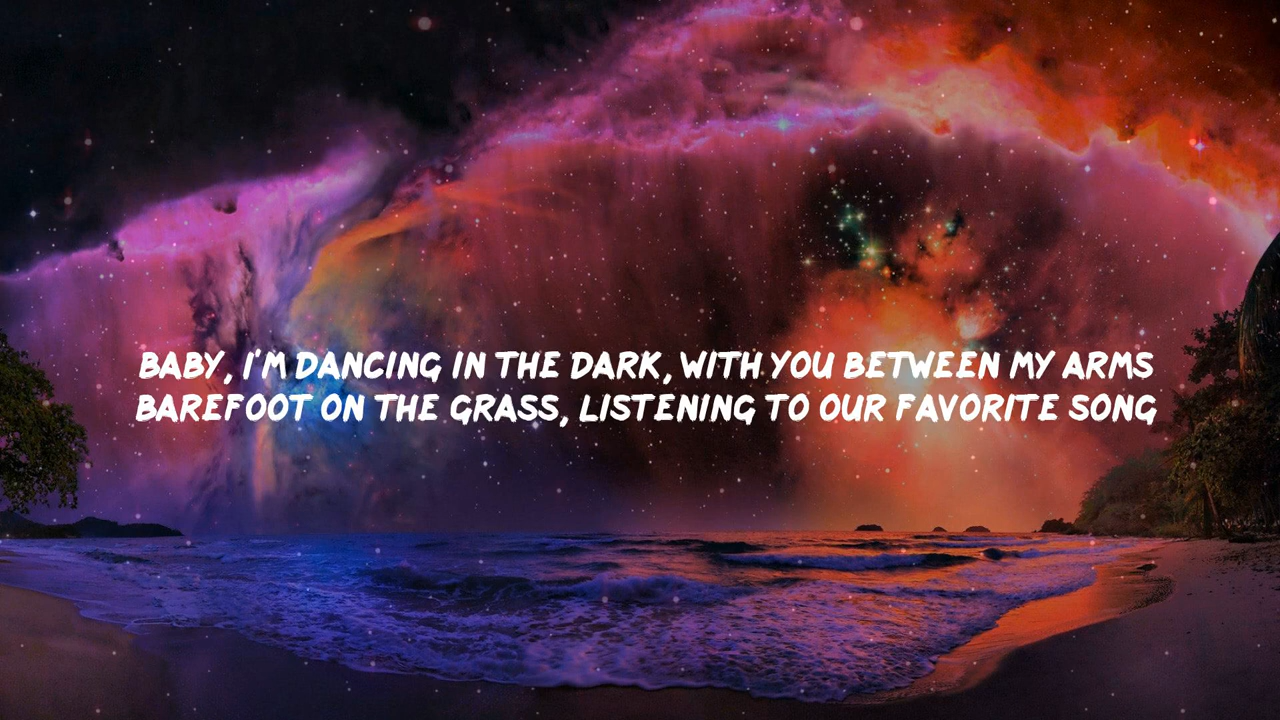 BABY, I'M DANCING IN THE DARK, WITH YOU BETWEEN MY ARMS
BAREFOOT ON THE GRASS, LISTENING TO OUR FAVORITE SONG